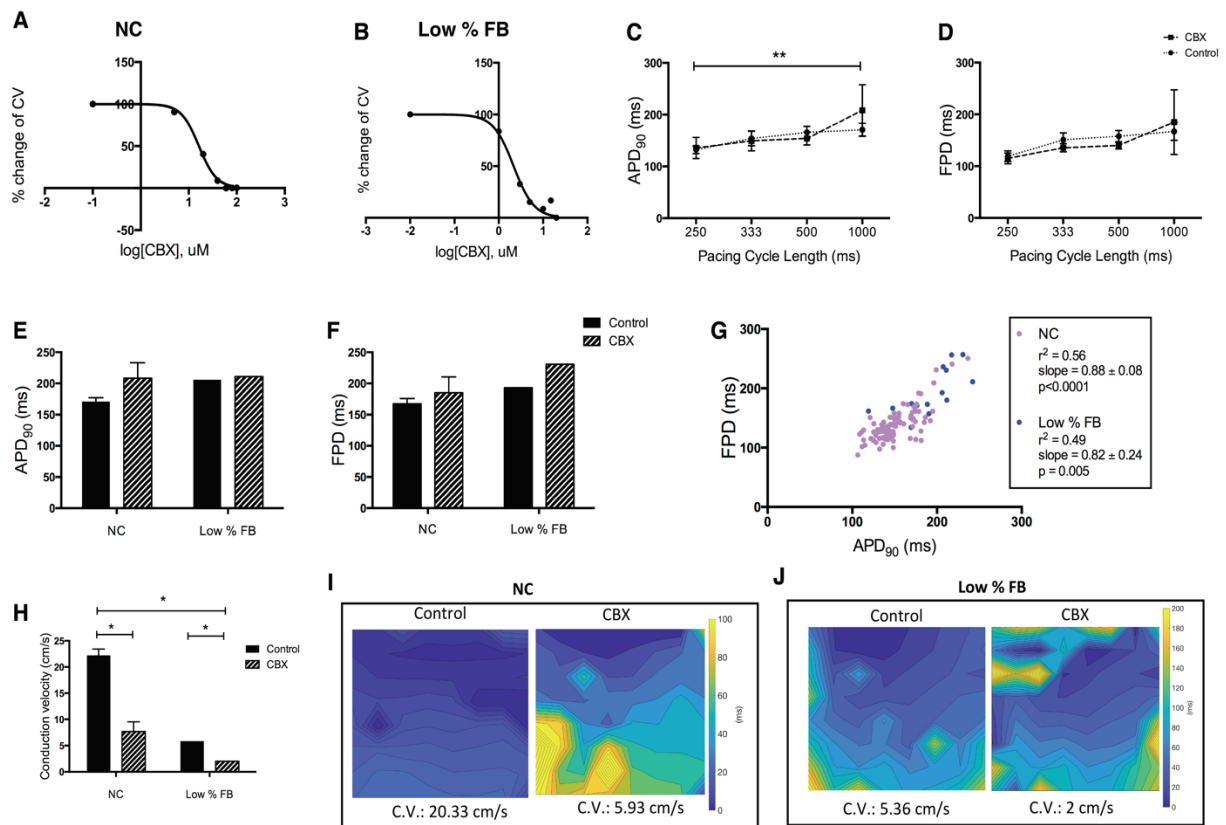 A
NC
% change of CV
150
100
50
-50
-2
-1
0
1
2
3
log[CBX], uM
B
Low % FB
% change of CV
150
100
50
-3
-2
-1
0
1
2
log[CBX], uM
C
**
APD90 (ms)
300
200
100
0
250
333
500
1000
Pacing Cycle Length (ms)
D
CBX
Control
FPD (ms)
300
200
100
0
250
333
500
1000
Pacing Cycle Length (ms)
E
Control
CBX
APD90 (ms)
250
200
150
100
50
0
NC
Low % FB
F
Control
CBX
FPD (ms)
250
200
150
100
50
0
NC
Low % FB
G
FPD (ms)
300
200
100
0
0
100
200
300
APD90 (ms)
NC
r2 = 0.56
slope = 0.88 ± 0.08
p<0.0001
Low % FB
r2 = 0.49
slope = 0.82 ± 0.24
p = 0.005
H
*
* *
Control
CBX
Conduction velocity (cm/s)
25
20
15
10
5
0
NC
Low % FB
I
NC
Control
CBX
100
80
60
40
20
0
(ms)
C.V.: 20.33 cm/s
C.V.: 5.93 cm/s
J
Low % FB
Control
CBX
200
180
160
140
120
100
80
60
40
20
0
(ms)
C.V.: 5.36 cm/s
C.V.: 2 cm/s